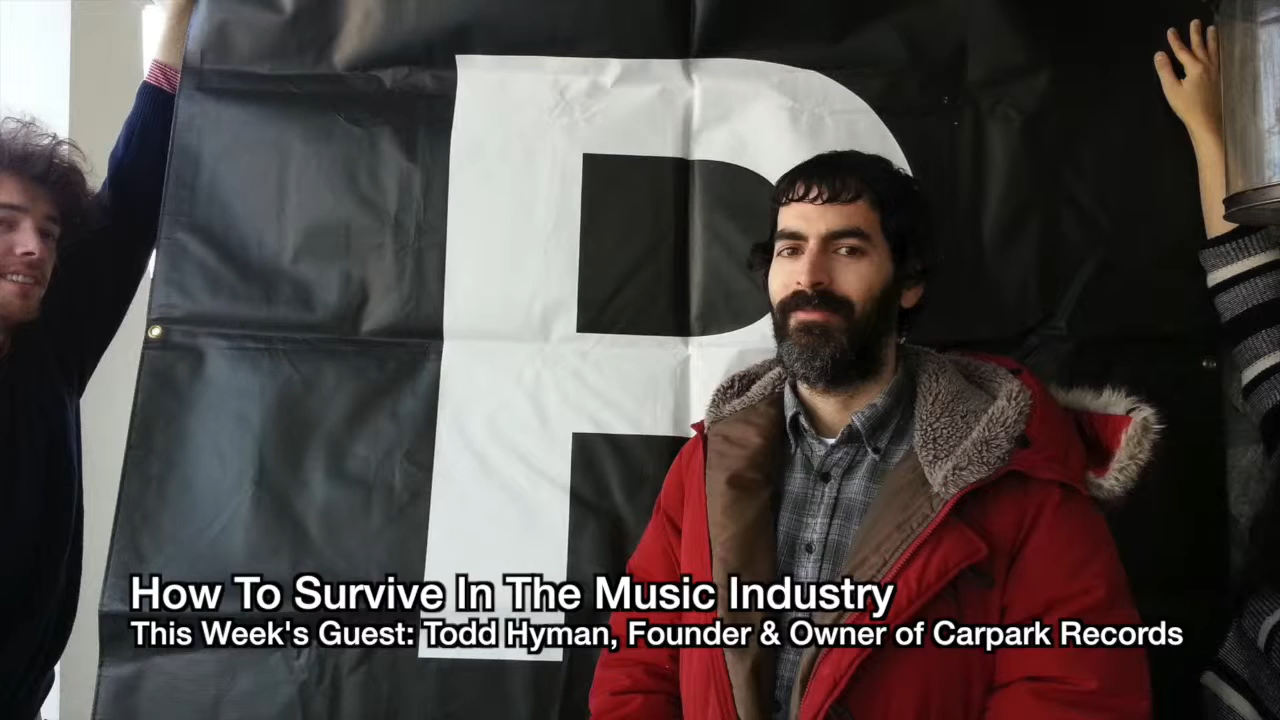 P
How To Survive In The Music Industry
This Week's Guest: Todd Hyman, Founder & Owner of Carpark Records